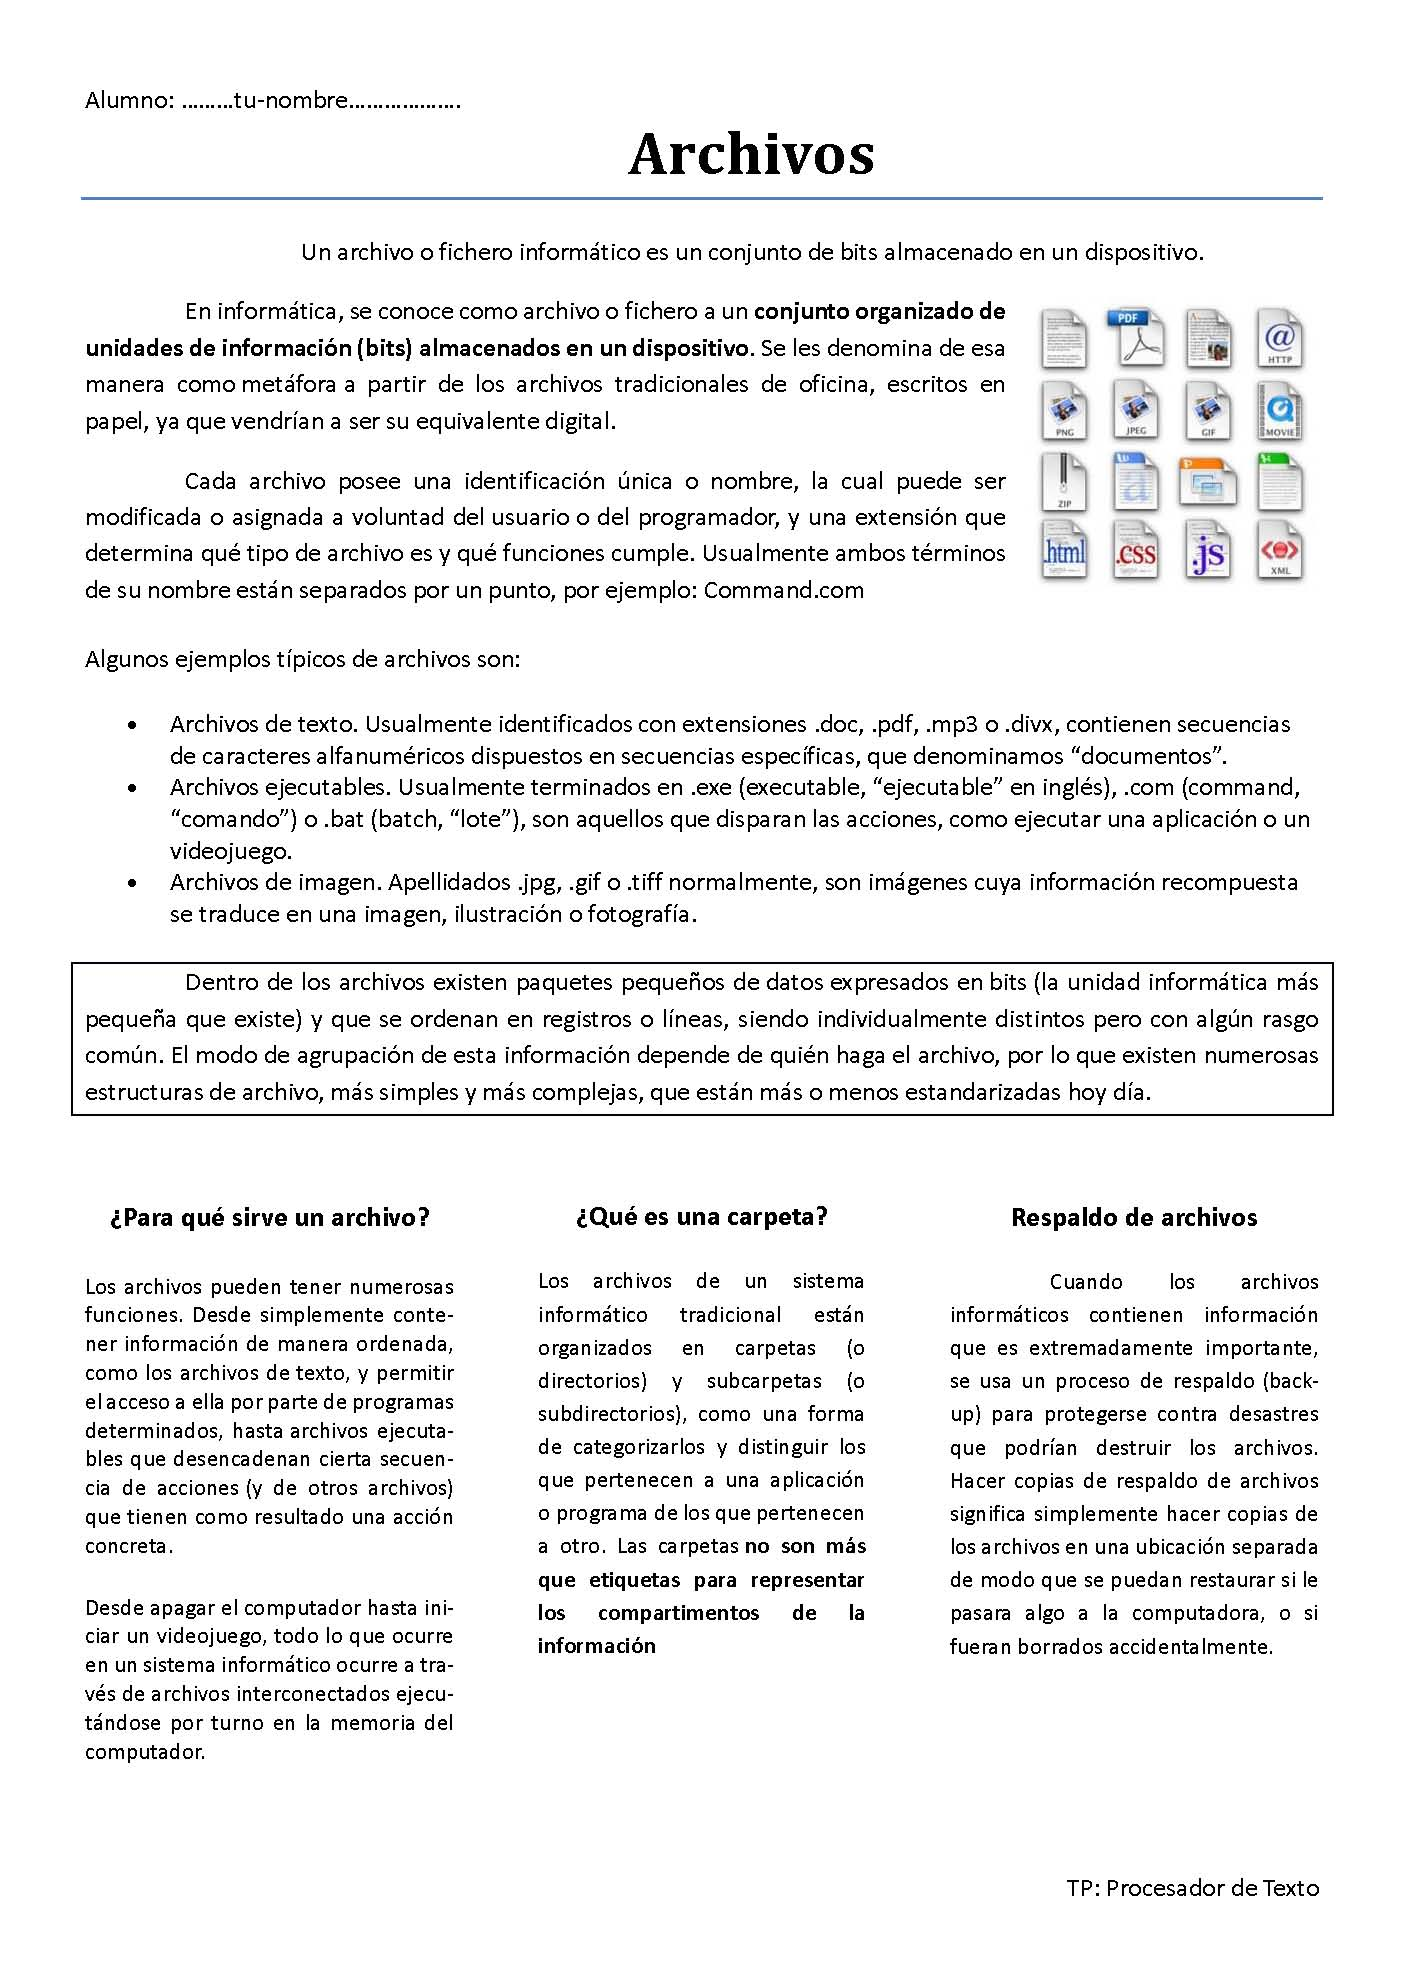 Alumno: .........tu-nombre...................
Archivos
Un archivo o fichero informático es un conjunto de bits almacenado en un dispositivo.
En informática, se conoce como archivo o fichero a un conjunto organizado de
unidades de información (bits) almacenados en un dispositivo. Se les denomina de esa
manera como metáfora a partir de los archivos tradicionales de oficina, escritos en
papel, ya que vendrían a ser su equivalente digital.
Cada archivo posee una identificación única o nombre, la cual puede ser
modificada o asignada a voluntad del usuario o del programador, y una extensión que
determina qué tipo de archivo es y qué funciones cumple. Usualmente ambos términos
de su nombre están separados por un punto, por ejemplo: Command.com
PDF
@
HTTP
PNG
JPEG
GIF
MOVIE
ZIP
W
a
P
X
.html
.css
.js
XML
Algunos ejemplos típicos de archivos son:
• Archivos de texto. Usualmente identificados con extensiones .doc, .pdf, .mp3 o .divx, contienen secuencias
de caracteres alfanuméricos dispuestos en secuencias específicas, que denominamos “documentos”.
• Archivos ejecutables. Usualmente terminados en .exe (executable, “ejecutable” en inglés), .com (command,
“comando”) o .bat (batch, “lote”), son aquellos que disparan las acciones, como ejecutar una aplicación o un
videojuego.
• Archivos de imagen. Apellidados .jpg, .gif o .tiff normalmente, son imágenes cuya información recompuesta
se traduce en una imagen, ilustración o fotografía.
Dentro de los archivos existen paquetes pequeños de datos expresados en bits (la unidad informática más
pequeña que existe) y que se ordenan en registros o líneas, siendo individualmente distintos pero con algún rasgo
común. El modo de agrupación de esta información depende de quién haga el archivo, por lo que existen numerosas
estructuras de archivo, más simples y más complejas, que están más o menos estandarizadas hoy día.
¿Para qué sirve un archivo?
Los archivos pueden tener numerosas
funciones. Desde simplemente conte-
ner información de manera ordenada,
como los archivos de texto, y permitir
el acceso a ella por parte de programas
determinados, hasta archivos ejecuta-
bles que desencadenan cierta secuen-
cia de acciones (y de otros archivos)
que tienen como resultado una acción
concreta.
Desde apagar el computador hasta ini-
ciar un videojuego, todo lo que ocurre
en un sistema informático ocurre a tra-
vés de archivos interconectados ejecu-
tándose por turno en la memoria del
computador.
¿Qué es una carpeta?
Los archivos de un sistema
informático tradicional están
organizados en carpetas (o
directorios) y subcarpetas (o
subdirectorios), como una forma
de categorizarlos y distinguir los
que pertenecen a una aplicación
o programa de los que pertenecen
a otro. Las carpetas no son más
que etiquetas para representar
los compartimentos de la
información
Respaldo de archivos
Cuando los archivos
informáticos contienen información
que es extremadamente importante,
se usa un proceso de respaldo (back-
up) para protegerse contra desastres
que podrían destruir los archivos.
Hacer copias de respaldo de archivos
significa simplemente hacer copias de
los archivos en una ubicación separada
de modo que se puedan restaurar si le
pasara algo a la computadora, o si
fueran borrados accidentalmente.
TP: Procesador de Texto